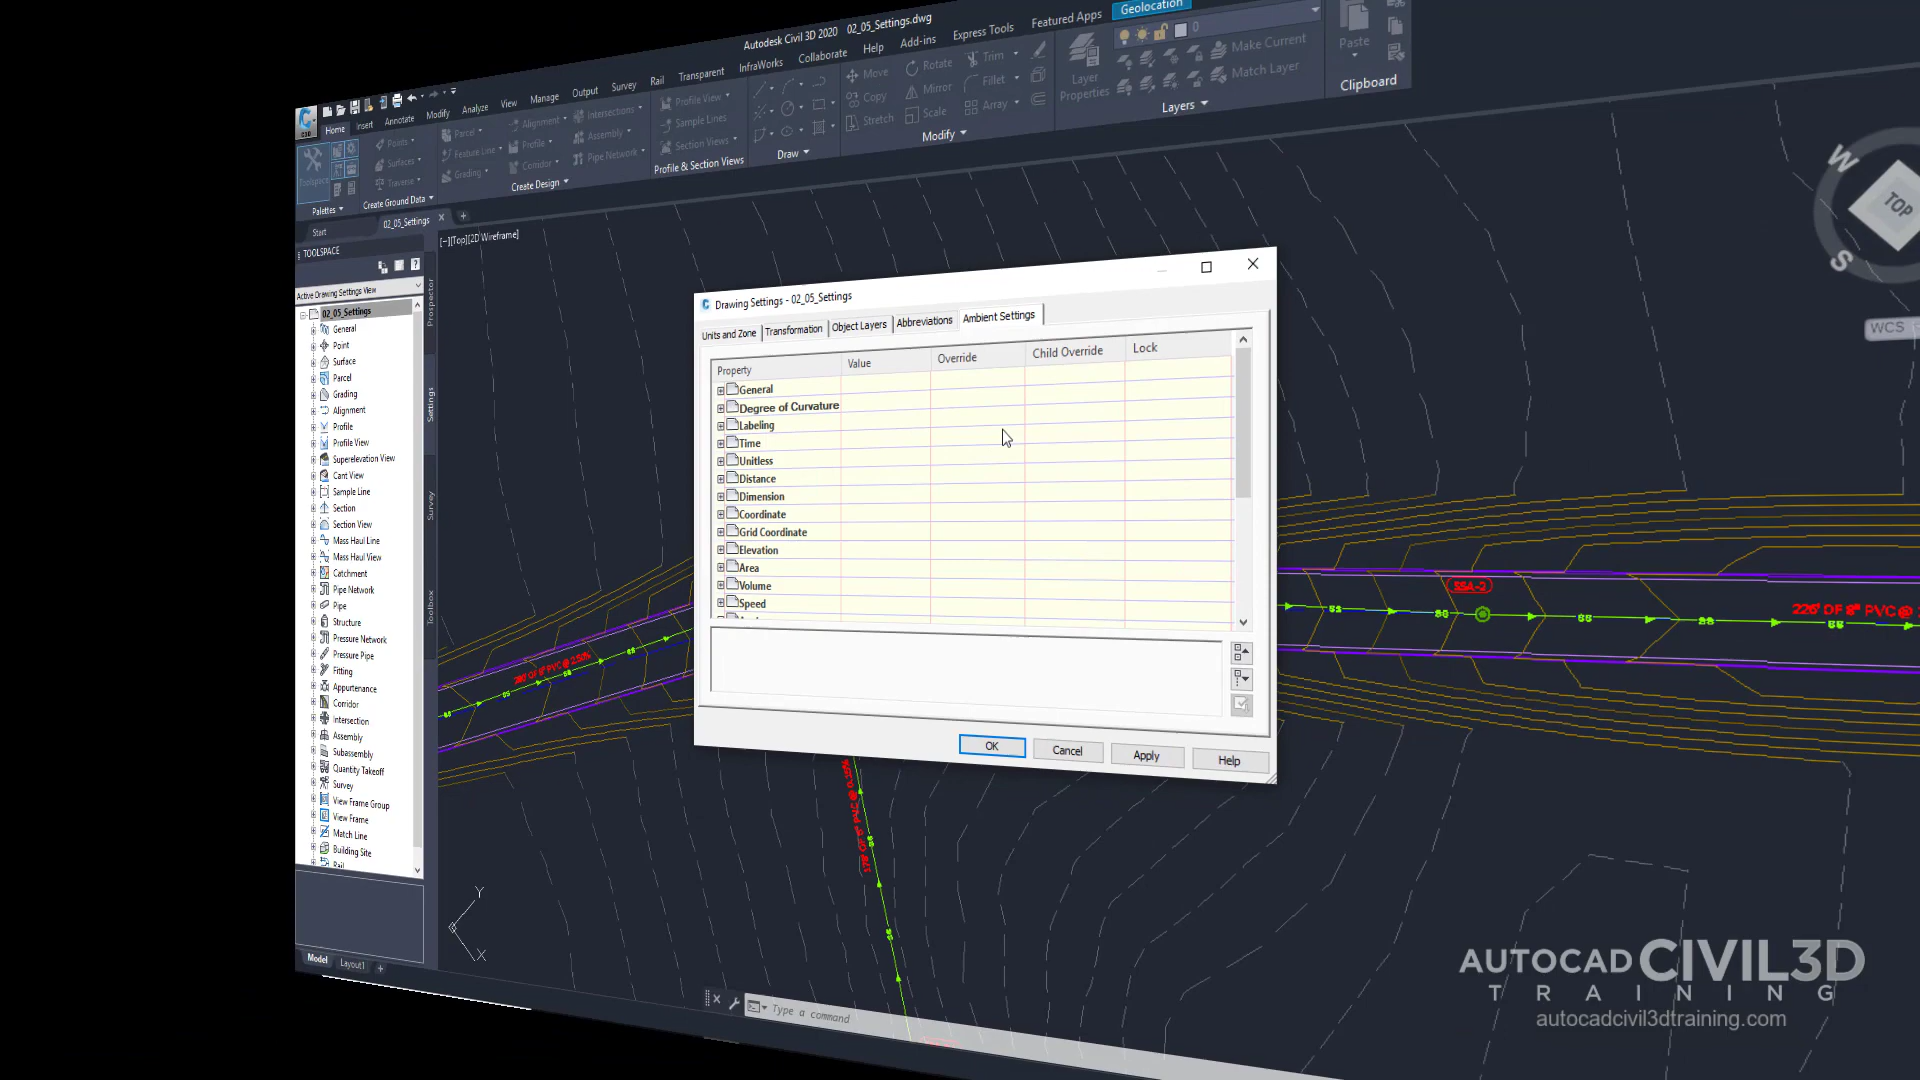 Autodesk Civil 3D 2020 02_05_Settings.dwg
Home Insert Annotate Modify Analyze View Manage Output Survey Rail Transparent InfraWorks Collaborate Help Add-ins Express Tools Featured Apps Geolocation
Toolspace
Palettes
Points
Surfaces
Traverse
Create Ground Data
Parcel
Feature Line
Grading
Alignment
Profile
Corridor
Intersections
Assembly
Pipe Network
Create Design
Profile View
Sample Lines
Section Views
Profile & Section Views
Draw
Move
Copy
Stretch
Rotate
Mirror
Scale
Trim
Fillet
Array
Modify
Layer
Properties
0
Make Current
Match Layer
Layers
Paste
Clipboard
Start
02_05_Settings
[-][Top][2D Wireframe]
TOOLSPACE
Active Drawing Settings View
02_05_Settings
General
Point
Surface
Parcel
Grading
Alignment
Profile
Profile View
Superelevation View
Cant View
Sample Line
Section
Section View
Mass Haul Line
Mass Haul View
Catchment
Pipe Network
Pipe
Structure
Pressure Network
Pressure Pipe
Fitting
Appurtenance
Corridor
Intersection
Assembly
Subassembly
Quantity Takeoff
Survey
View Frame Group
View Frame
Match Line
Building Site
Rail
Prospector
Settings
Survey
Toolbox
Drawing Settings - 02_05_Settings
Units and Zone Transformation Object Layers Abbreviations Ambient Settings
Property Value Override Child Override Lock
General
Degree of Curvature
Labeling
Time
Unitless
Distance
Dimension
Coordinate
Grid Coordinate
Elevation
Area
Volume
Speed
OK Cancel Apply Help
W
TOP
S
WCS
SSA-2
226' OF 8" PVC @
Y
X
Model Layout1 +
Type a command
AUTOCAD CIVIL3D
TRAINING
autocadcivil3dtraining.com